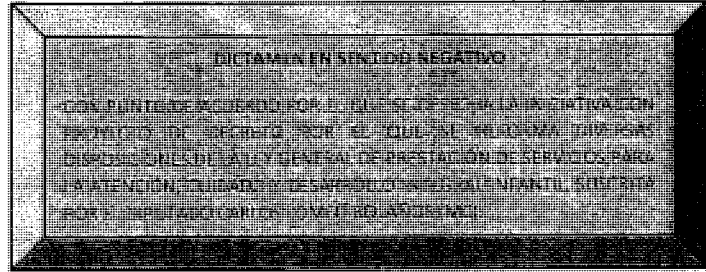 DICTAMEN EN SENTIDO NEGATIVO
CON PUNTO DE ACUERDO POR EL QUE SE DESECHA LA INICIATIVA CON
PROYECTO DE DECRETO POR EL QUE SE REFORMA DIVERSAS
DISPOSICIONES DE LA LEY GENERAL DE PRESTACIÓN DE SERVICIOS PARA
LA ATENCIÓN, CUIDADO Y DESARROLLO INFANTIL, SUSCRITA
POR EL DIPUTADO